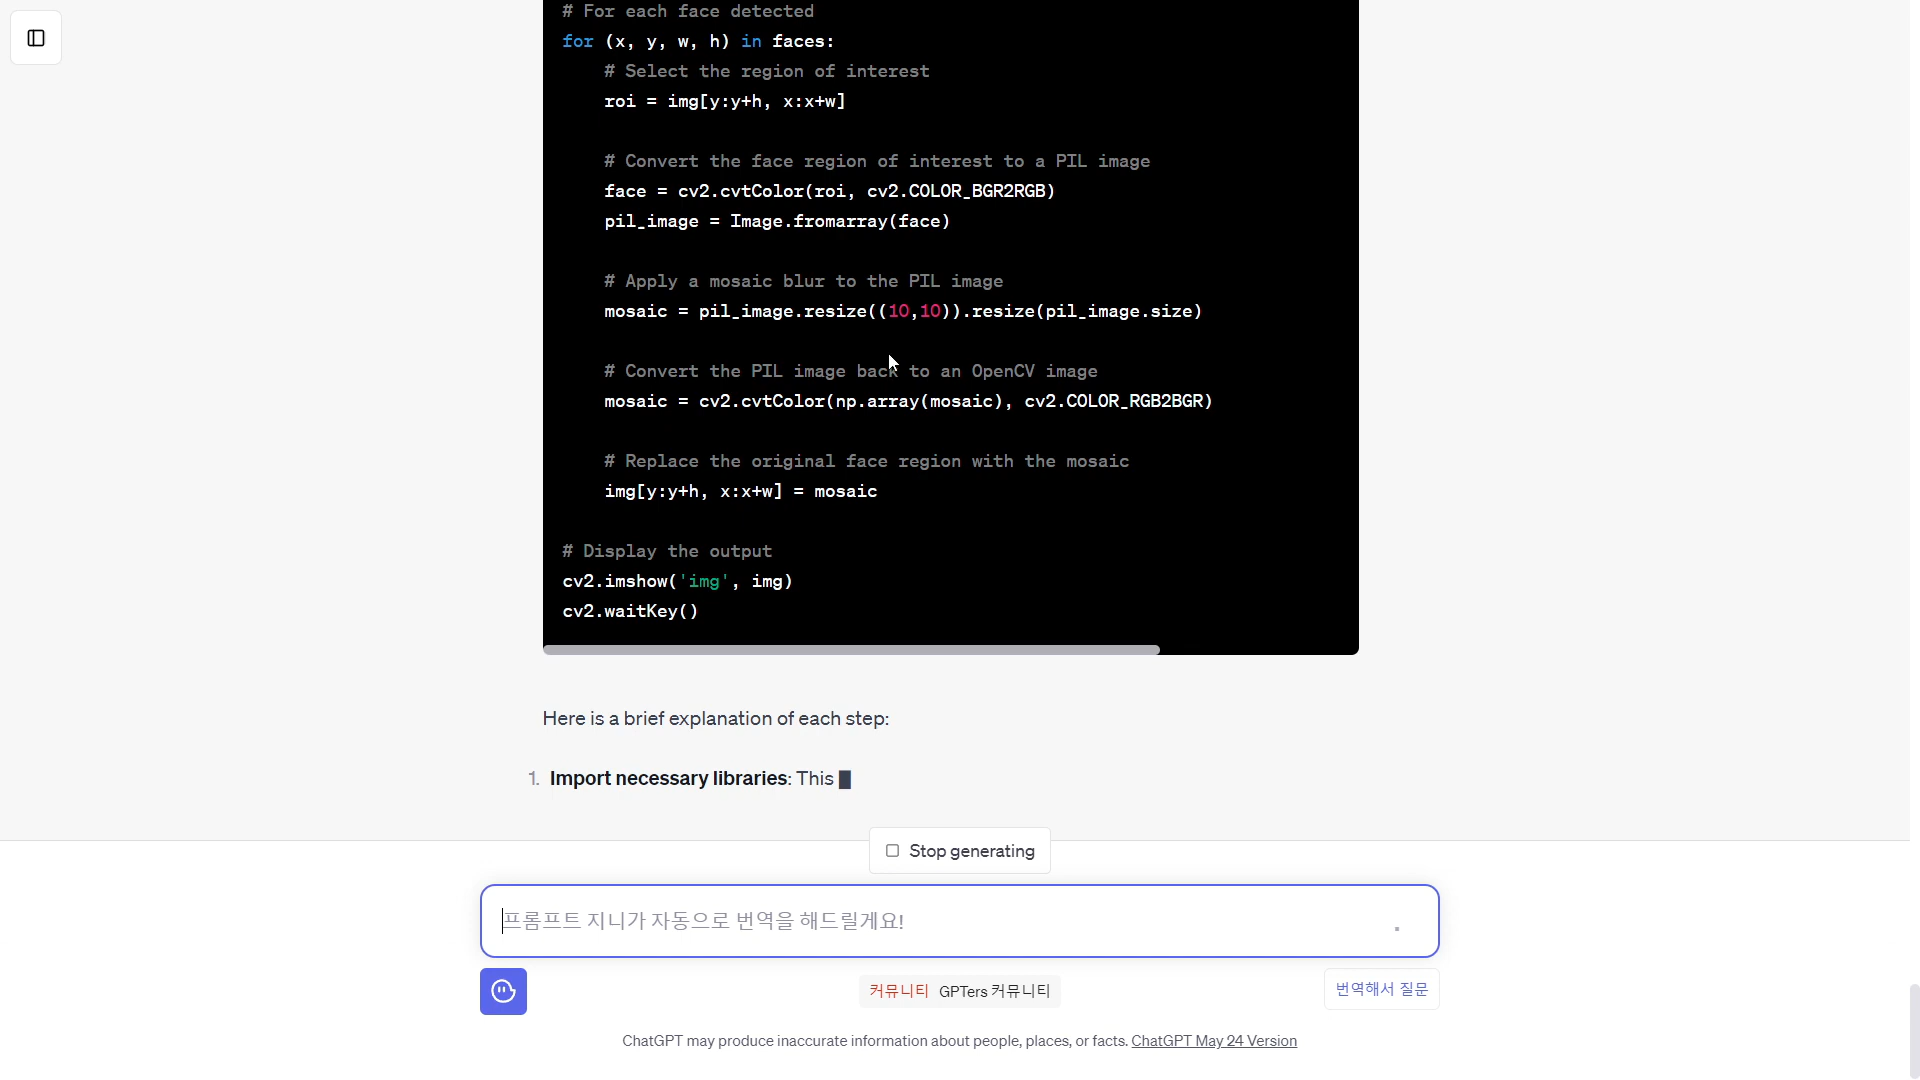 # For each face detected
for (x, y, w, h) in faces:
    # Select the region of interest
    roi = img[y:y+h, x:x+w]
    # Convert the face region of interest to a PIL image
    face = cv2.cvtColor(roi, cv2.COLOR_BGR2RGB)
    pil_image = Image.fromarray(face)
    # Apply a mosaic blur to the PIL image
    mosaic = pil_image.resize((10,10)).resize(pil_image.size)
    # Convert the PIL image back to an OpenCV image
    mosaic = cv2.cvtColor(np.array(mosaic), cv2.COLOR_RGB2BGR)
    # Replace the original face region with the mosaic
    img[y:y+h, x:x+w] = mosaic
# Display the output
cv2.imshow('img', img)
cv2.waitKey()
Here is a brief explanation of each step:
1. Import necessary libraries: This
Stop generating
프롬프트 지니가 자동으로 번역을 해드릴게요!
커뮤니티 GPTers 커뮤니티
번역해서 질문
ChatGPT may produce inaccurate information about people, places, or facts. ChatGPT May 24 Version